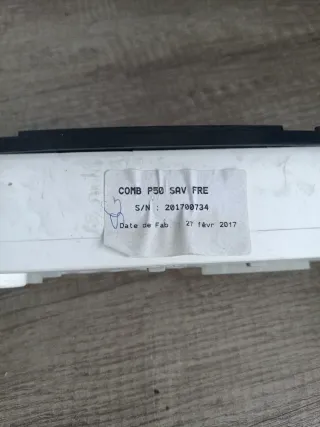 COMB P50 SAV FRE
S/N : 201700734
Date de Fab : 27 févr 2017